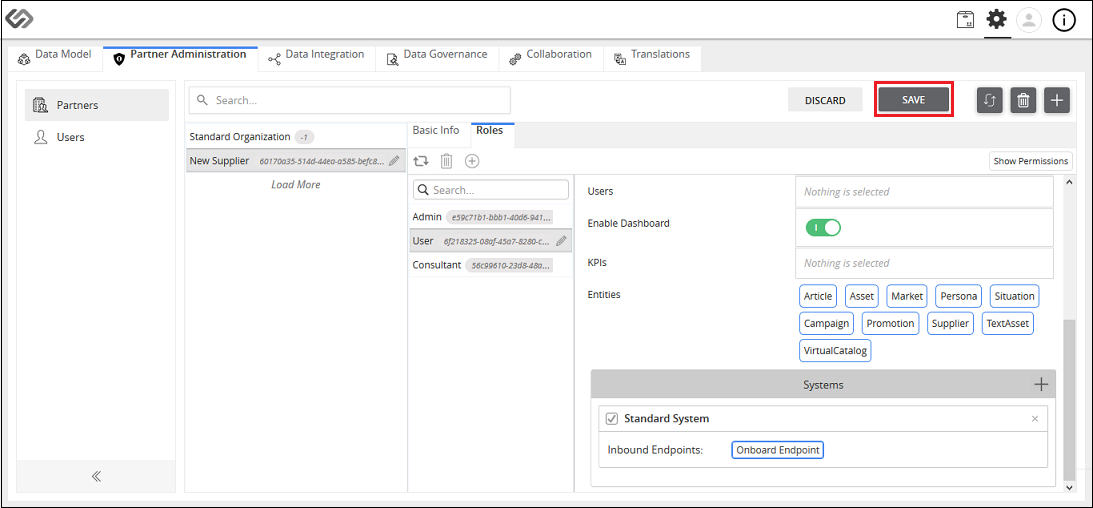 Data Model
Partner Administration
Data Integration
Data Governance
Collaboration
Translations
Partners
Users
Search...
DISCARD
SAVE
Standard Organization -1
New Supplier 60170a35-514d-44ea-a585-befc8...
Load More
Basic Info
Roles
Show Permissions
Search...
Admin e59c71b1-bbb1-40d6-941...
User 6f218325-08af-45a7-8280-c...
Consultant 56c99610-23d8-48a...
Users Nothing is selected
Enable Dashboard
KPIs Nothing is selected
Entities Article Asset Market Persona Situation
Campaign Promotion Supplier TextAsset
VirtualCatalog
Systems
Standard System
Inbound Endpoints: Onboard Endpoint